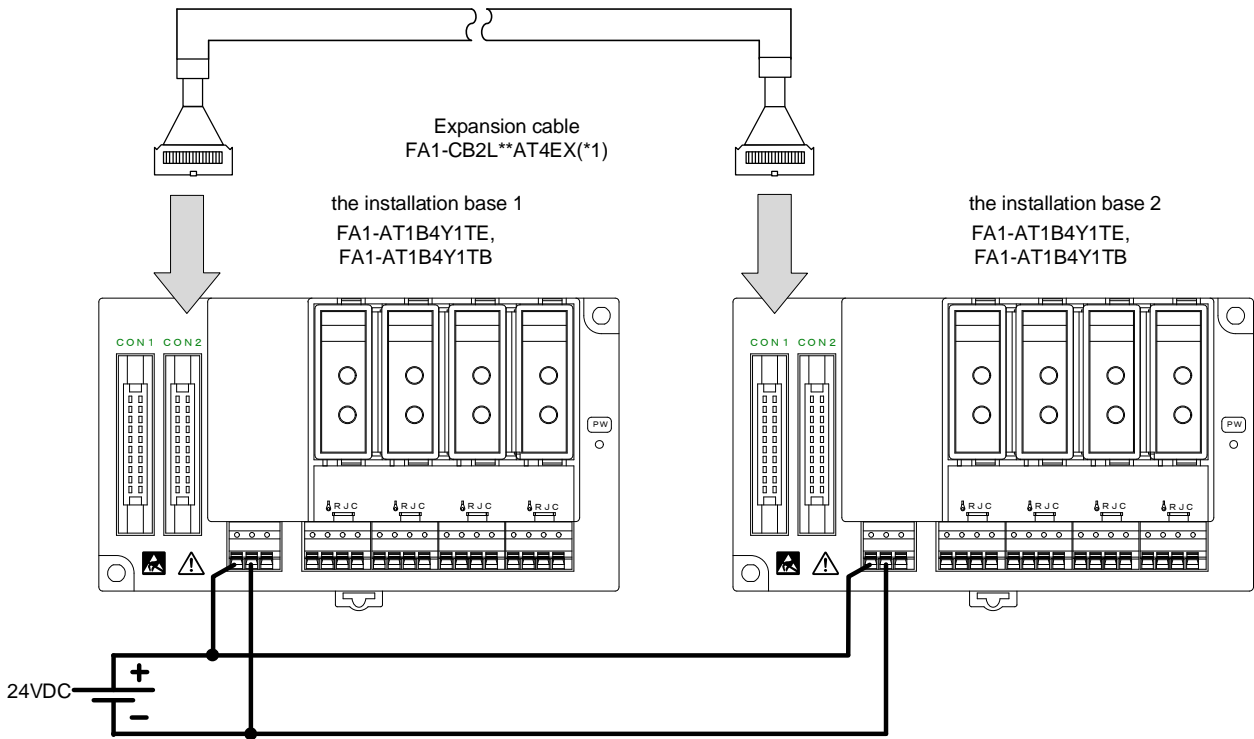 Expansion cable
FA1-CB2L**AT4EX(*1)
the installation base 1
FA1-AT1B4Y1TE,
FA1-AT1B4Y1TB
the installation base 2
FA1-AT1B4Y1TE,
FA1-AT1B4Y1TB
CON1 CON2
PW
RJC RJC RJC RJC
CON1 CON2
PW
RJC RJC RJC RJC
24VDC
+
−